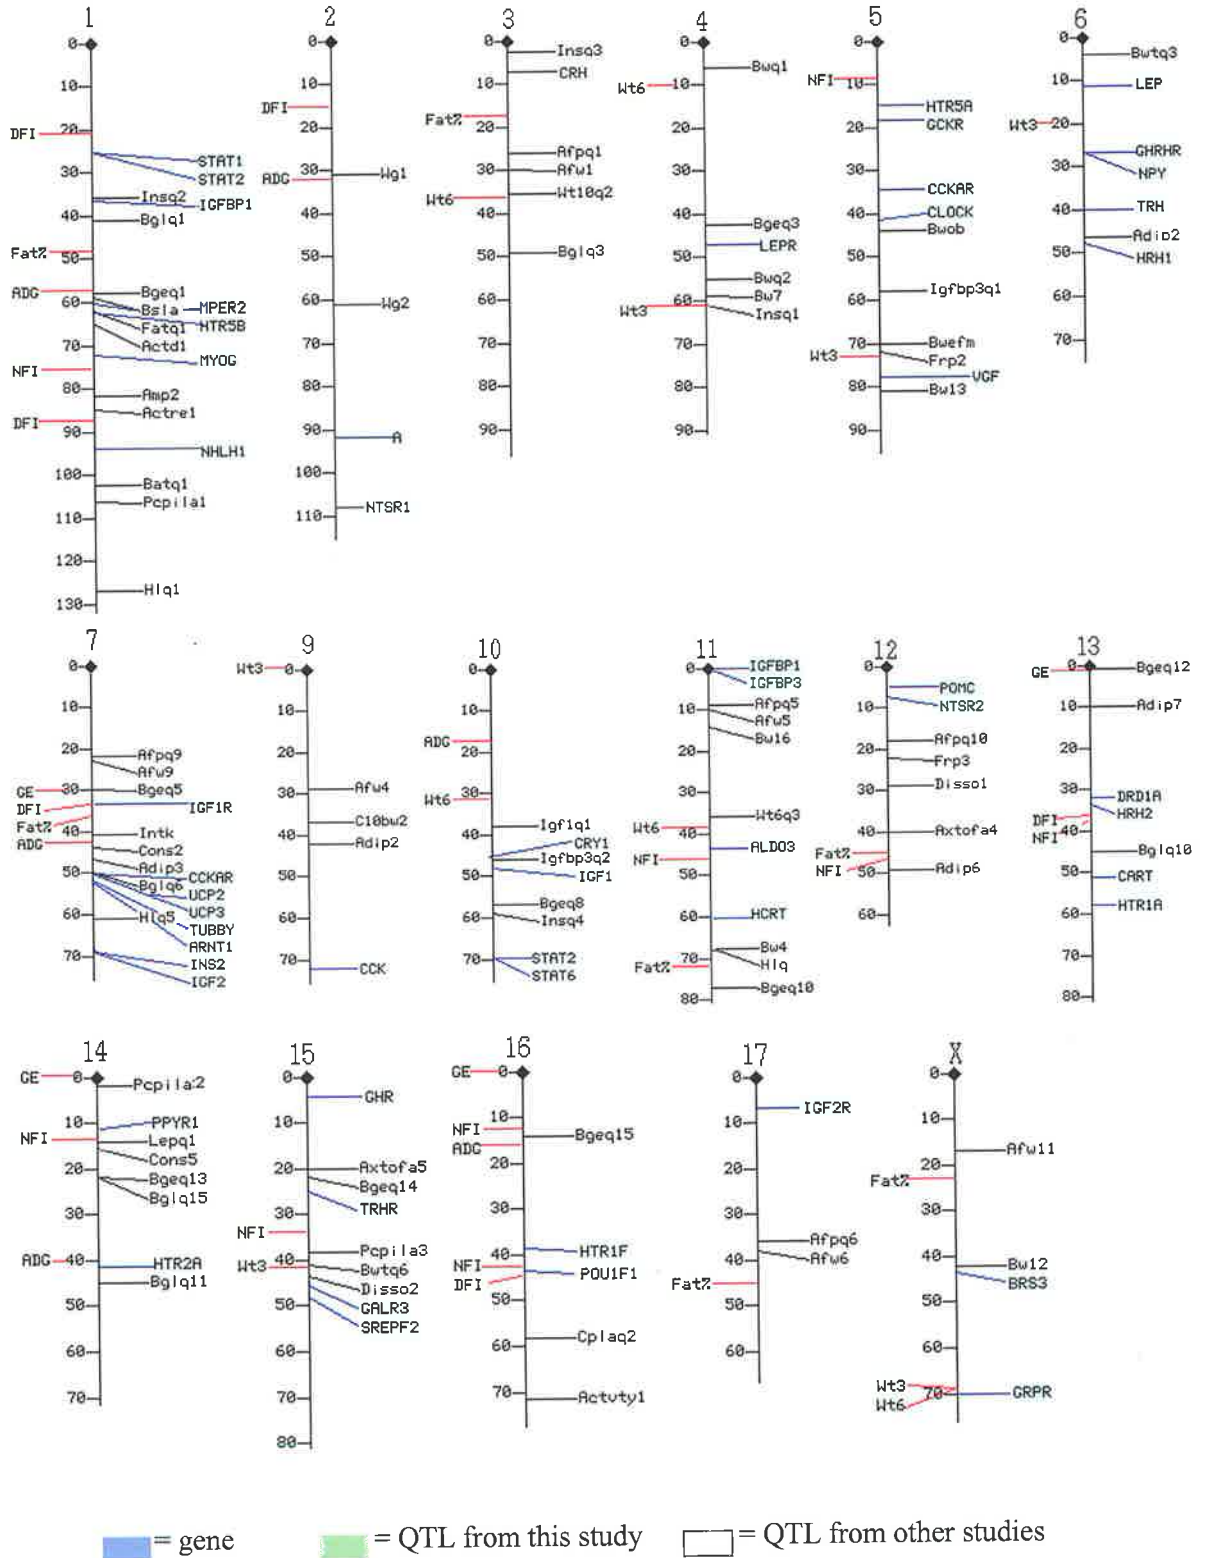 1
0
10
DFI
20
STAT1
STAT2
30
Insq2
IGFBP1
40
Bglq1
Fat%
50
ADG
Bgeq1
60
Bsla
MPER2
Fatq1
HTR5B
Actd1
70
MYOG
NFI
80
Amp2
Actre1
DFI
90
NHLH1
100
Batq1
Pcpila1
110
120
Hlq1
130
2
0
10
DFI
20
30
Wg1
ADG
40
50
60
Wg2
70
80
90
A
100
NTSR1
110
3
0
Insq3
CRH
10
Fat%
20
Afpq1
30
Afw1
Wt10q2
Wt6
40
Bglq3
50
60
70
80
90
4
0
Bwq1
Wt6
10
20
30
40
Bgeq3
LEPR
50
Bwq2
Bw7
60
Wt3
Insq1
70
80
90
5
0
NFI
10
HTR5A
GCKR
20
30
CCKAR
CLOCK
40
Bwob
50
Igfbp3q1
60
70
Bwefm
Wt3
Frp2
VGF
80
Bw13
90
6
0
Bwtq3
10
LEP
Wt3
20
GHRHR
30
NPY
TRH
40
Adip2
HRH1
50
60
70
7
0
10
20
Afpq9
Afw9
GE
30
Bgeq5
DFI
IGF1R
Fat%
40
Intk
ADG
Cons2
Adip3
50
CCKAR
Bglq6
UCP2
UCP3
60
Hlq5
TUBBY
ARNT1
70
INS2
IGF2
9
Wt3
0
10
20
30
Afw4
C10bw2
40
Adip2
50
60
70
CCK
10
0
10
ADG
20
Wt6
30
Igf1q1
40
CRY1
Igfbp3q2
IGF1
50
Bgeq8
Insq4
60
70
STAT2
STAT6
11
0
IGFBP1
IGFBP3
10
Afpq5
Afw5
Bw16
20
30
Wt6q3
Wt6
40
ALDO3
NFI
50
60
HCRT
Bw4
70
Hlq
Fat%
Bgeq10
80
12
0
POMC
10
NTSR2
Afpq10
20
Frp3
Disso1
30
40
Axtofa4
Fat%
NFI
50
Adip6
60
13
GE
0
Bgeq12
10
Adip7
20
30
DRD1A
HRH2
DFI
NFI
40
Bglq10
50
CART
HTR1A
60
70
80
14
GE
0
Pcpila2
10
PPYR1
NFI
Lepq1
Cons5
20
Bgeq13
Bglq15
30
ADG
40
HTR2A
Bglq11
50
60
70
15
0
GHR
10
20
Axtofa5
Bgeq14
TRHR
30
NFI
Pcpila3
40
Wt3
Bwtq6
Disso2
50
GALR3
SREPF2
60
70
80
16
GE
0
10
NFI
Bgeq15
ADG
20
30
HTR1F
40
NFI
POU1F1
DFI
50
Cplaq2
60
70
Actvty1
17
0
IGF2R
10
20
30
Afpq6
40
Afw6
Fat%
50
60
X
0
10
Afw11
20
Fat%
30
40
Bw12
BRS3
50
60
Wt3
70
GRPR
Wt6
= gene
= QTL from this study
= QTL from other studies